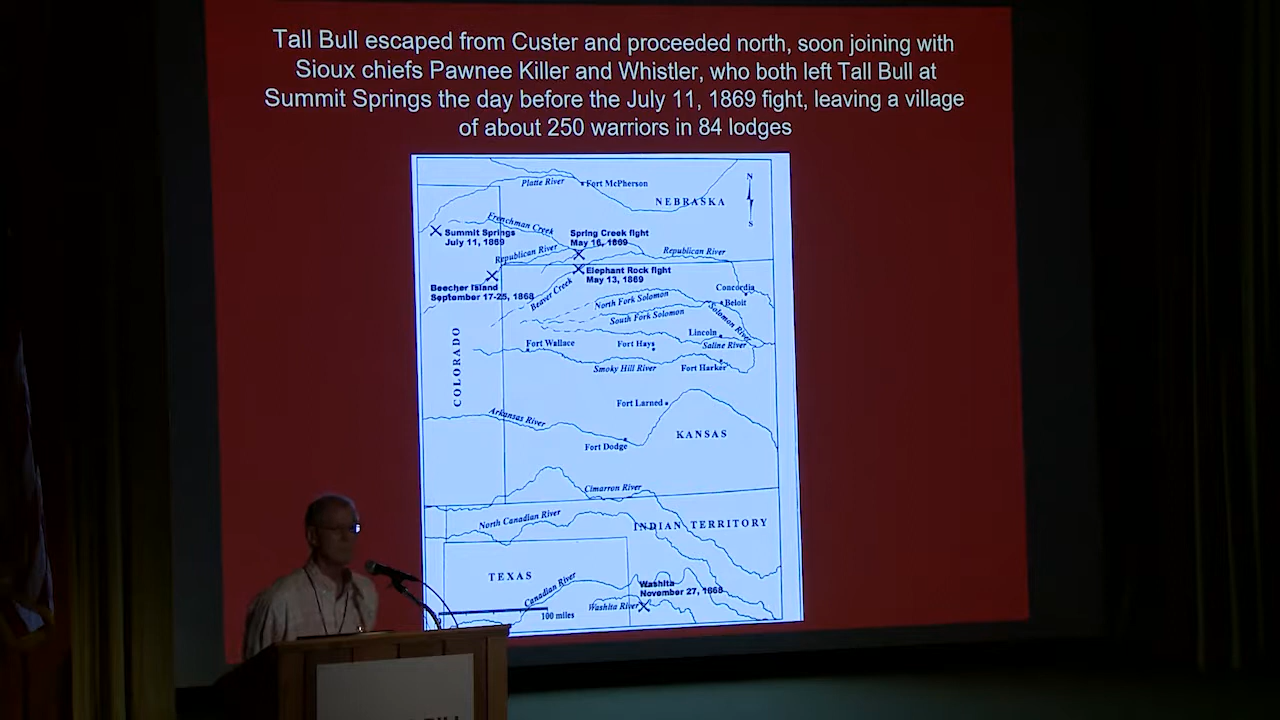 Tall Bull escaped from Custer and proceeded north, soon joining with
Sioux chiefs Pawnee Killer and Whistler, who both left Tall Bull at
Summit Springs the day before the July 11, 1869 fight, leaving a village
of about 250 warriors in 84 lodges
Platte River
Fort McPherson
N
NEBRASKA
S
Frenchman Creek
Summit Springs
July 11, 1869
Spring Creek fight
May 16, 1869
Republican River
Republican River
Elephant Rock fight
May 13, 1869
Beecher Island
September 17-25, 1868
Beaver Creek
Concordia
Beloit
North Fork Solomon
South Fork Solomon
Solomon River
Lincoln
Saline River
COLORADO
Fort Wallace
Fort Hays
Smoky Hill River
Fort Harker
Fort Larned
Arkansas River
KANSAS
Fort Dodge
Cimarron River
North Canadian River
INDIAN TERRITORY
TEXAS
Canadian River
Washita
November 27, 1868
Washita River
100 miles